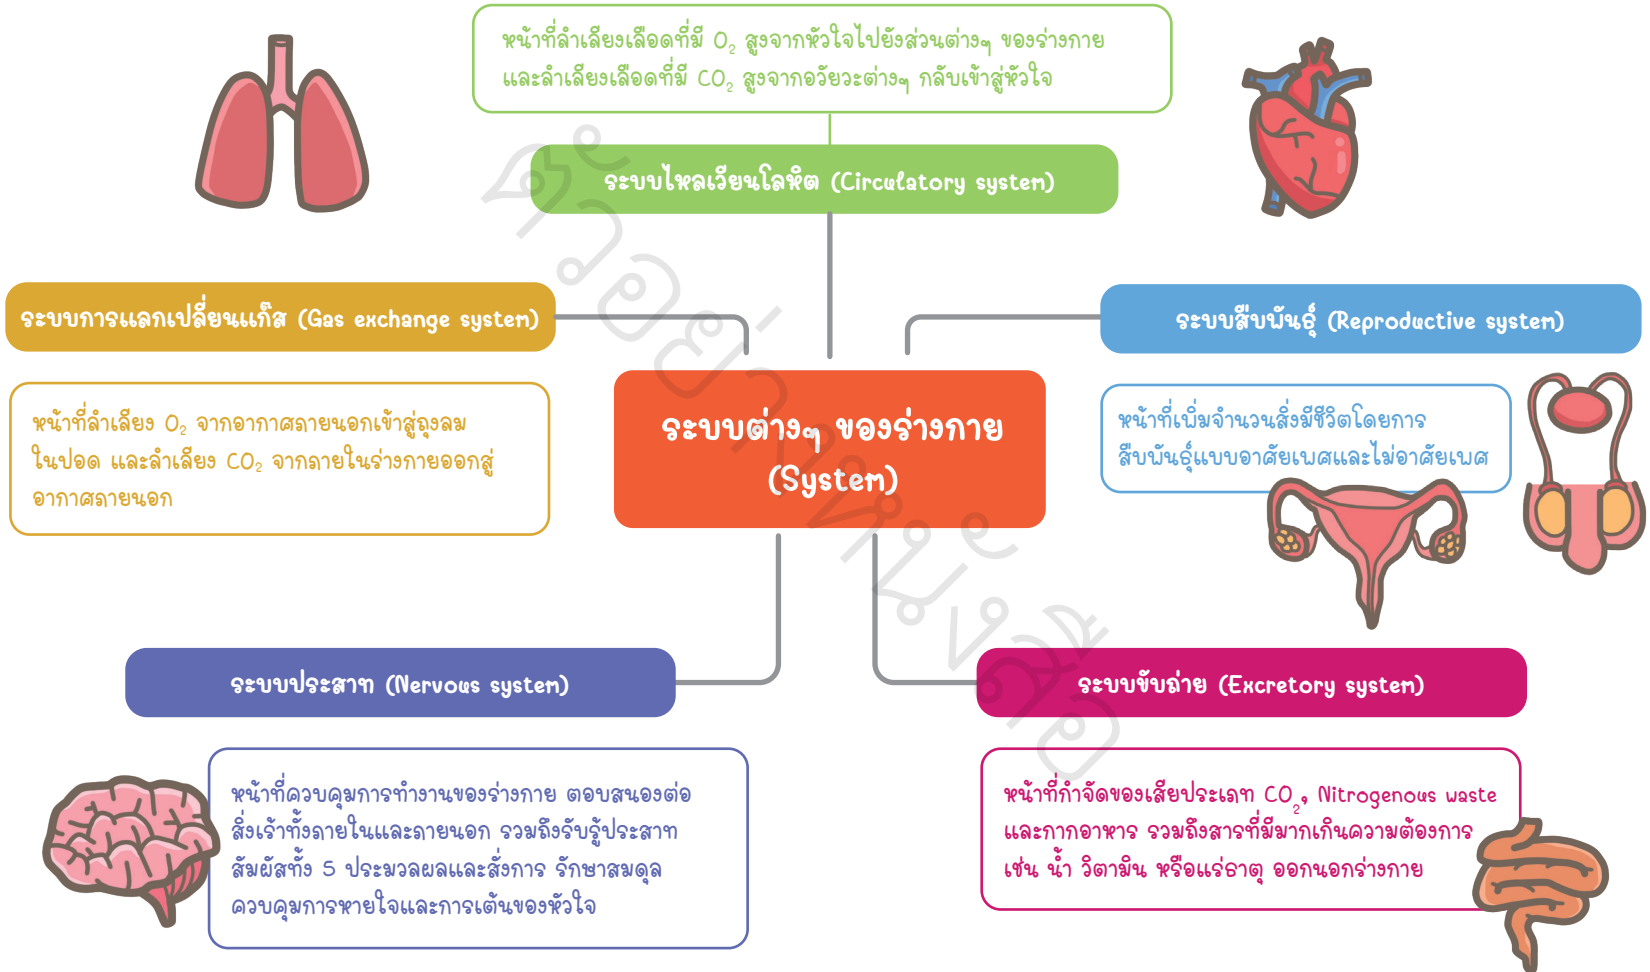 หน้าที่ลำเลียงเลือดที่มี O₂ สูงจากหัวใจไปยังส่วนต่างๆ ของร่างกาย
และลำเลียงเลือดที่มี CO₂ สูงจากอวัยวะต่างๆ กลับเข้าสู่หัวใจ
ระบบไหลเวียนโลหิต (Circulatory system)
ระบบการแลกเปลี่ยนแก๊ส (Gas exchange system)
หน้าที่ลำเลียง O₂ จากอากาศภายนอกเข้าสู่ถุงลม
ในปอด และลำเลียง CO₂ จากภายในร่างกายออกสู่
อากาศภายนอก
ระบบสืบพันธุ์ (Reproductive system)
หน้าที่เพิ่มจำนวนสิ่งมีชีวิตโดยการ
สืบพันธุ์แบบอาศัยเพศและไม่อาศัยเพศ
ระบบต่างๆ ของร่างกาย
(System)
ระบบประสาท (Nervous system)
หน้าที่ควบคุมการทำงานของร่างกาย ตอบสนองต่อ
สิ่งเร้าทั้งภายในและภายนอก รวมถึงรับรู้ประสาท
สัมผัสทั้ง 5 ประมวลผลและสั่งการ รักษาสมดุล
ควบคุมการหายใจและการเต้นของหัวใจ
ระบบขับถ่าย (Excretory system)
หน้าที่กำจัดของเสียประเภท CO₂, Nitrogenous waste
และกากอาหาร รวมถึงสารที่มีมากเกินความต้องการ
เช่น น้ำ วิตามิน หรือแร่ธาตุ ออกนอกร่างกาย
ตัวอย่างหนังสือ